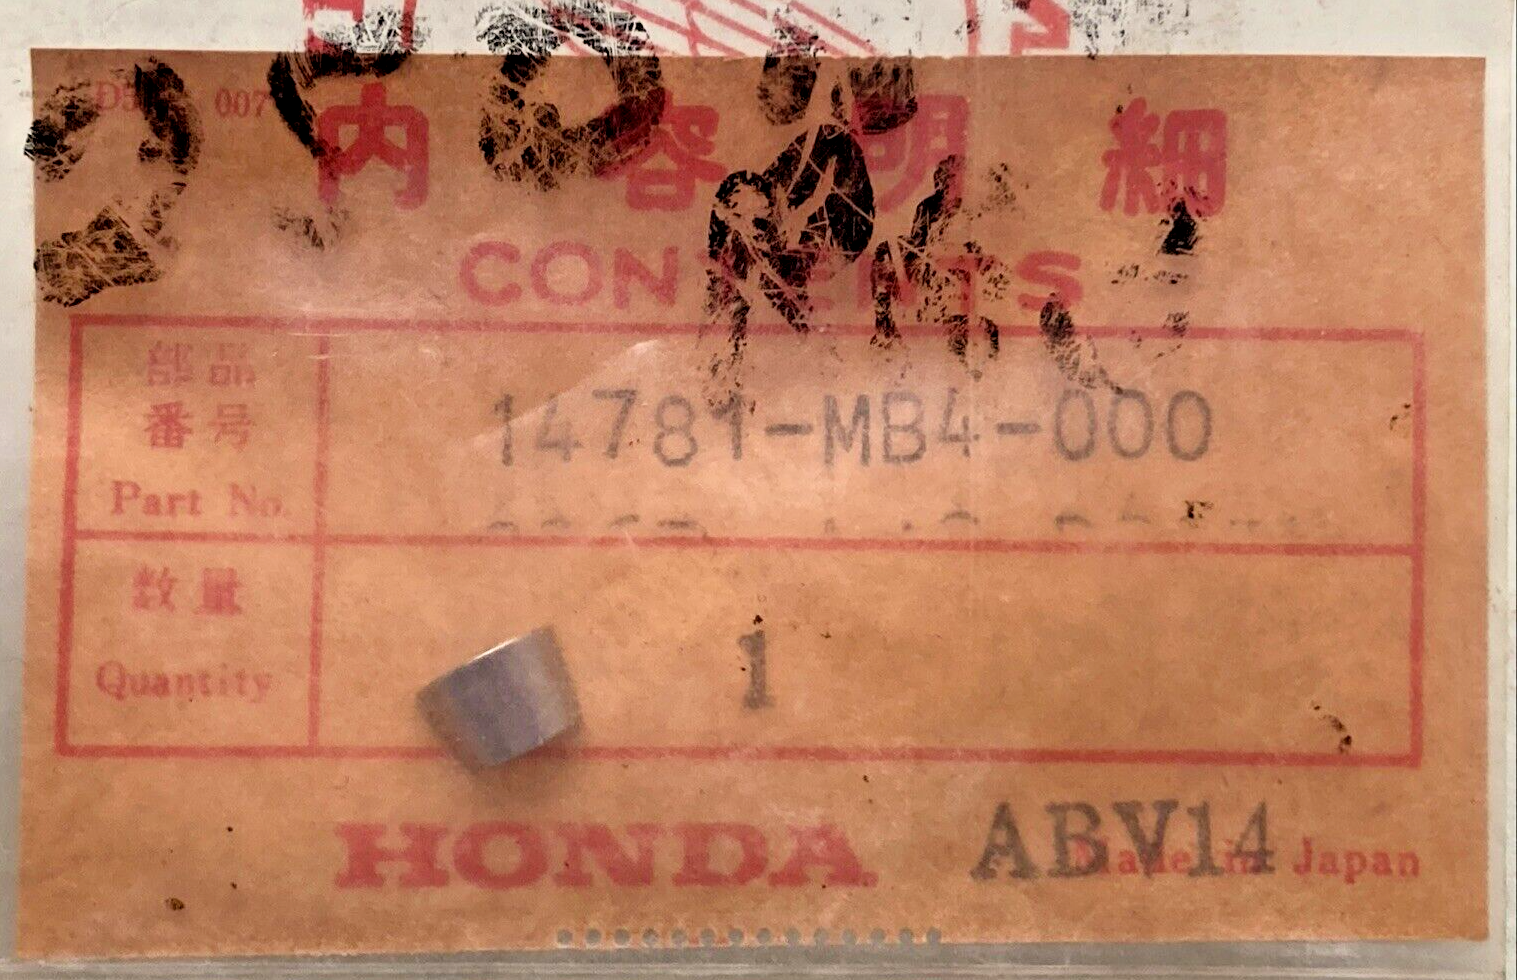 007
内容明細
CONTENTS
部品
番号
Part No.
14781-MB4-000
数量
Quantity
1
HONDA
ABV14
Made in Japan